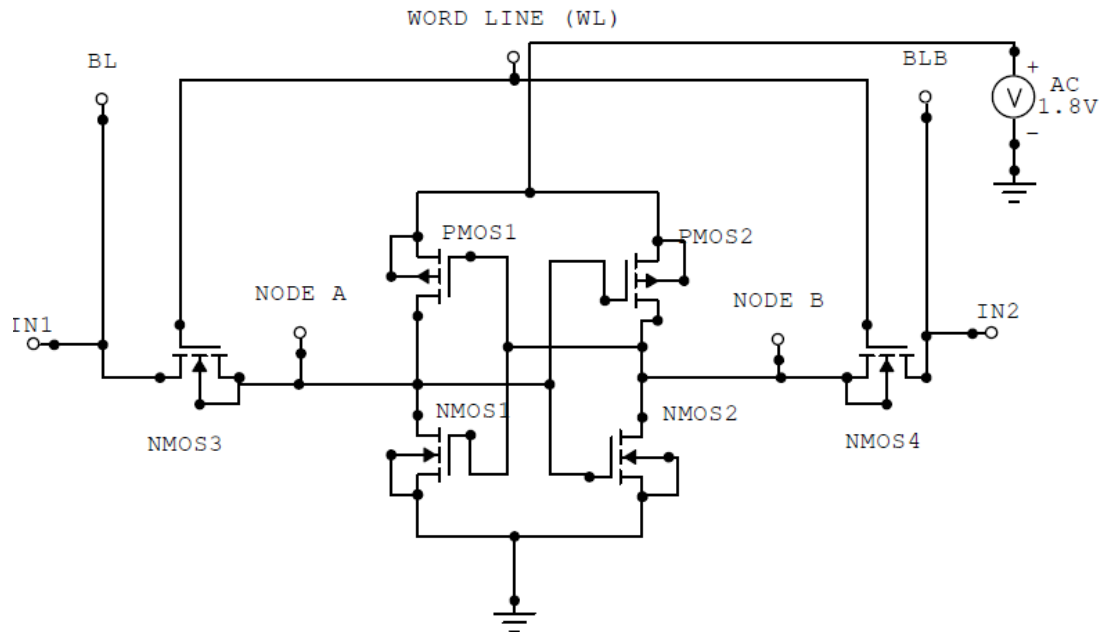 WORD LINE (WL)
BL
BLB
+
AC
V
1.8V
−
PMOS1
PMOS2
NODE A
NODE B
IN1
IN2
NMOS1
NMOS2
NMOS3
NMOS4